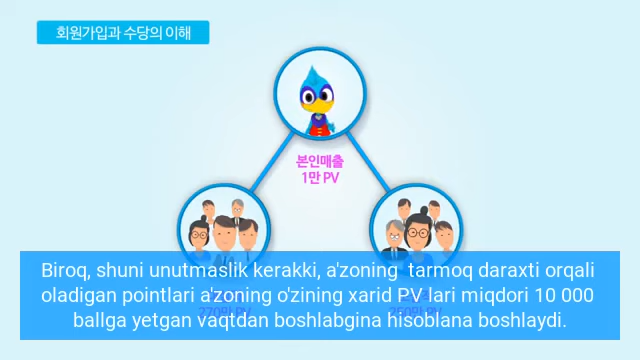 회원가입과 수당의 이해
본인매출
1만 PV
Biroq, shuni unutmaslik kerakki, a'zoning tarmoq daraxti orqali
oladigan pointlari a'zoning o'zining xarid PV lari miqdori 10 000
ballga yetgan vaqtdan boshlabgina hisoblana boshlaydi.